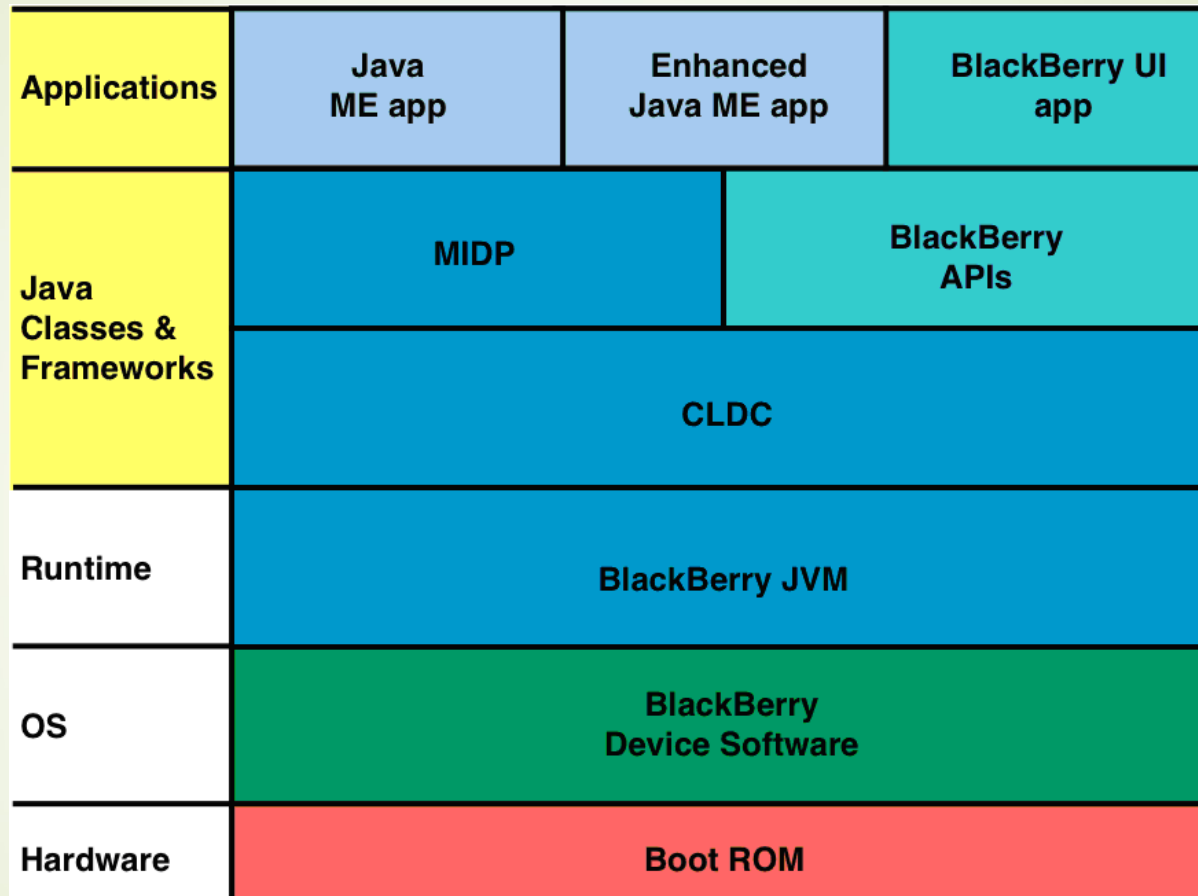 Applications
Java
ME app
Enhanced
Java ME app
BlackBerry UI
app
Java
Classes &
Frameworks
MIDP
BlackBerry
APIs
CLDC
Runtime
BlackBerry JVM
OS
BlackBerry
Device Software
Hardware
Boot ROM